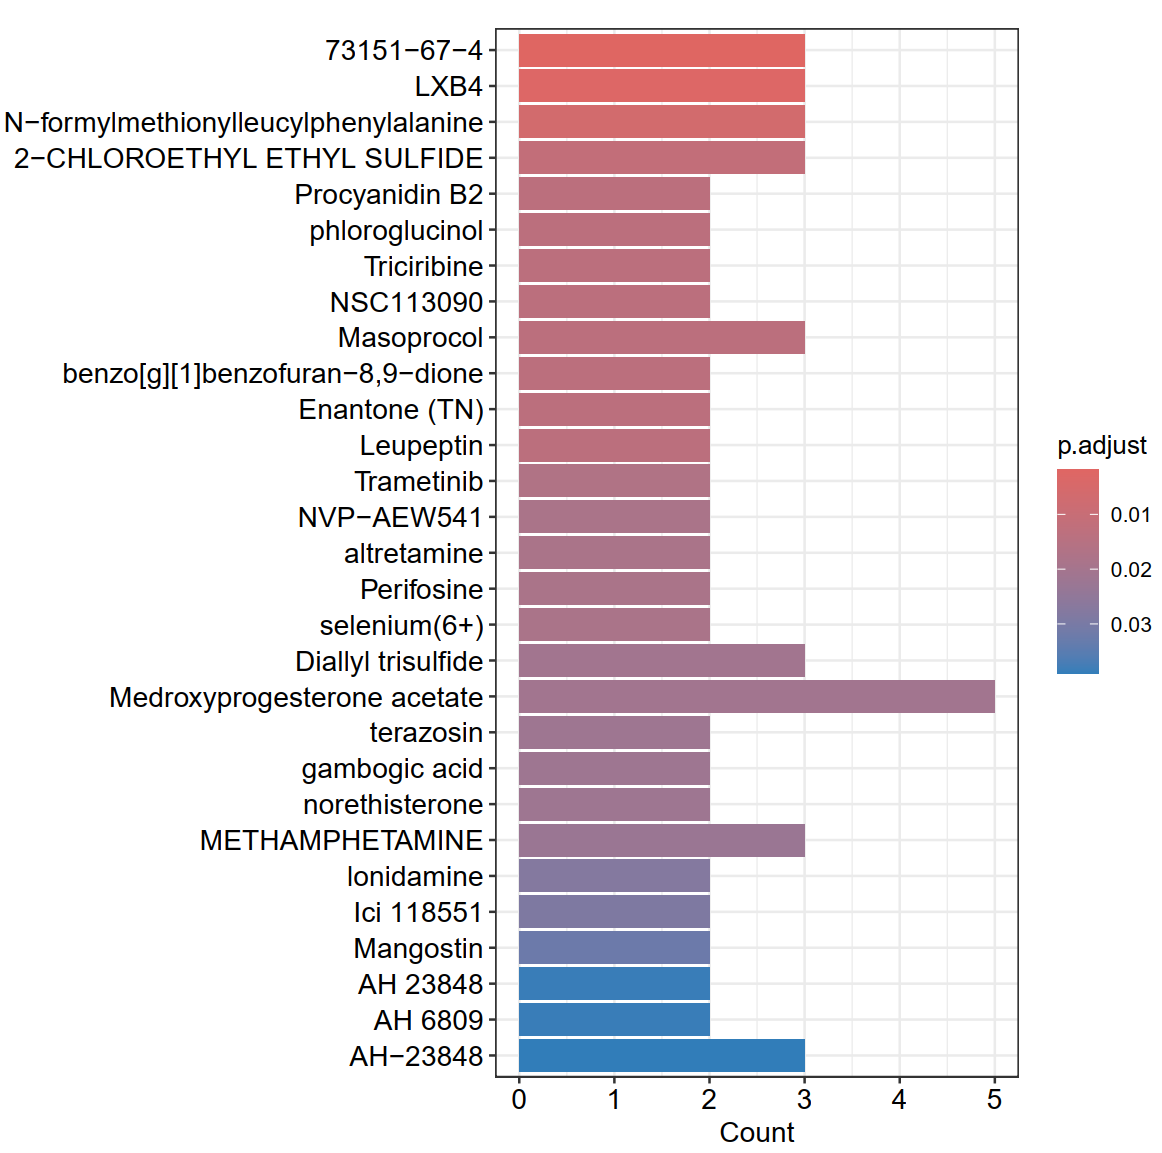 73151−67−4
LXB4
N−formylmethionylleucylphenylalanine
2−CHLOROETHYL ETHYL SULFIDE
Procyanidin B2
phloroglucinol
Triciribine
NSC113090
Masoprocol
benzo[g][1]benzofuran−8,9−dione
Enantone (TN)
Leupeptin
Trametinib
NVP−AEW541
altretamine
Perifosine
selenium(6+)
Diallyl trisulfide
Medroxyprogesterone acetate
terazosin
gambogic acid
norethisterone
METHAMPHETAMINE
lonidamine
Ici 118551
Mangostin
AH 23848
AH 6809
AH−23848
0 1 2 3 4 5
Count
p.adjust
0.01
0.02
0.03